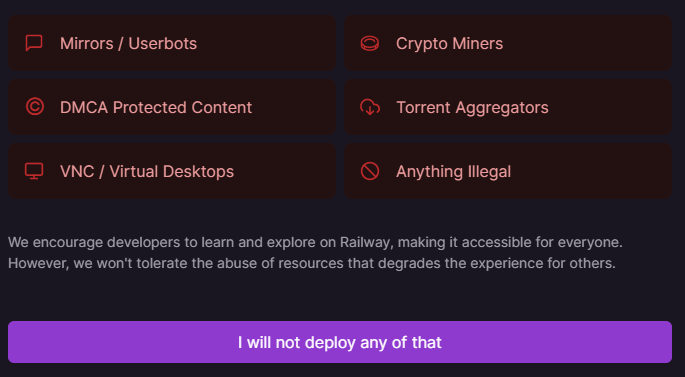 Mirrors / Userbots
Crypto Miners
DMCA Protected Content
Torrent Aggregators
VNC / Virtual Desktops
Anything Illegal
We encourage developers to learn and explore on Railway, making it accessible for everyone.
However, we won't tolerate the abuse of resources that degrades the experience for others.
I will not deploy any of that